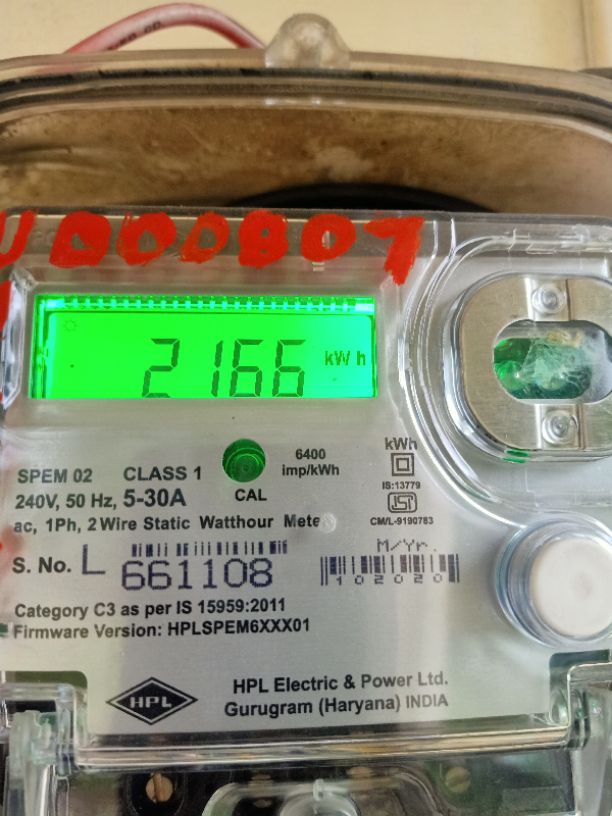 000807
2166 kWh
6400
imp/kWh
CAL
kWh
IS:13779
CM/L-9190783
SPEM 02 CLASS 1
240V, 50 Hz, 5-30A
ac, 1Ph, 2 Wire Static Watthour Mete
M/Yr.
S. No. L 661108
102020
Category C3 as per IS 15959:2011
Firmware Version: HPLSPEM6XXX01
HPL
HPL Electric & Power Ltd.
Gurugram (Haryana) INDIA